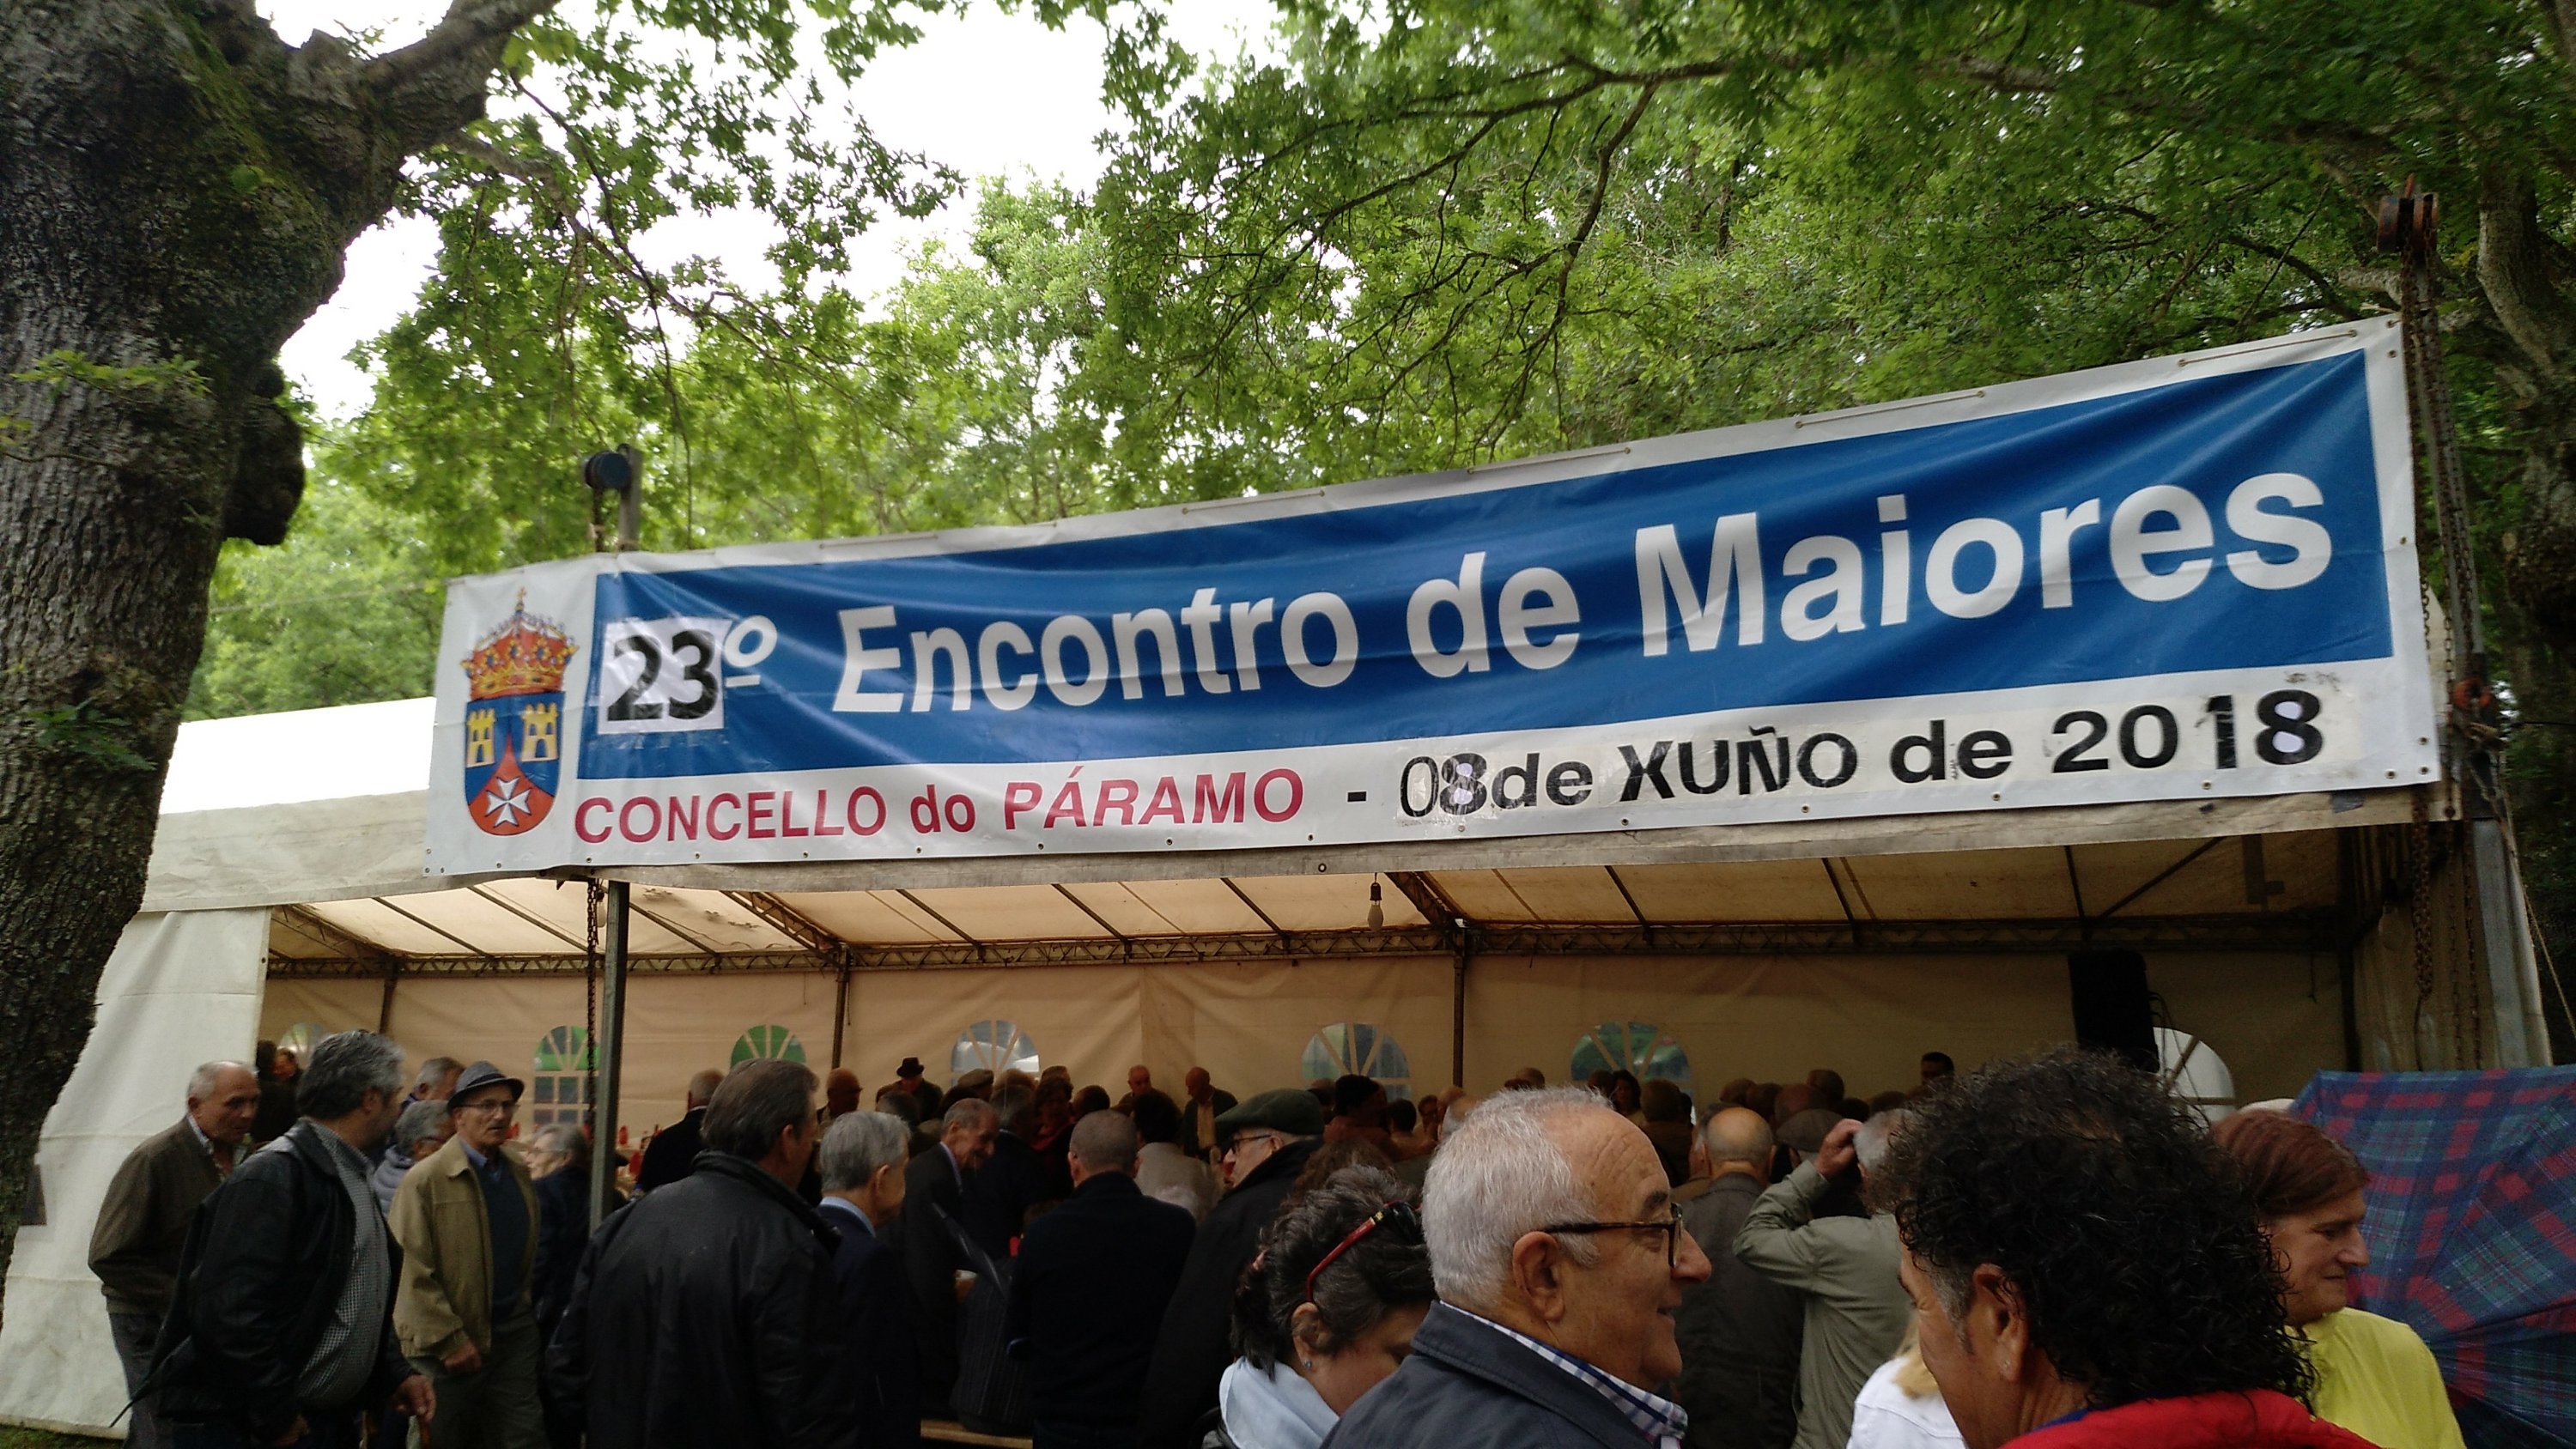 23º Encontro de Maiores
CONCELLO do PÁRAMO - 08de XUÑO de 2018